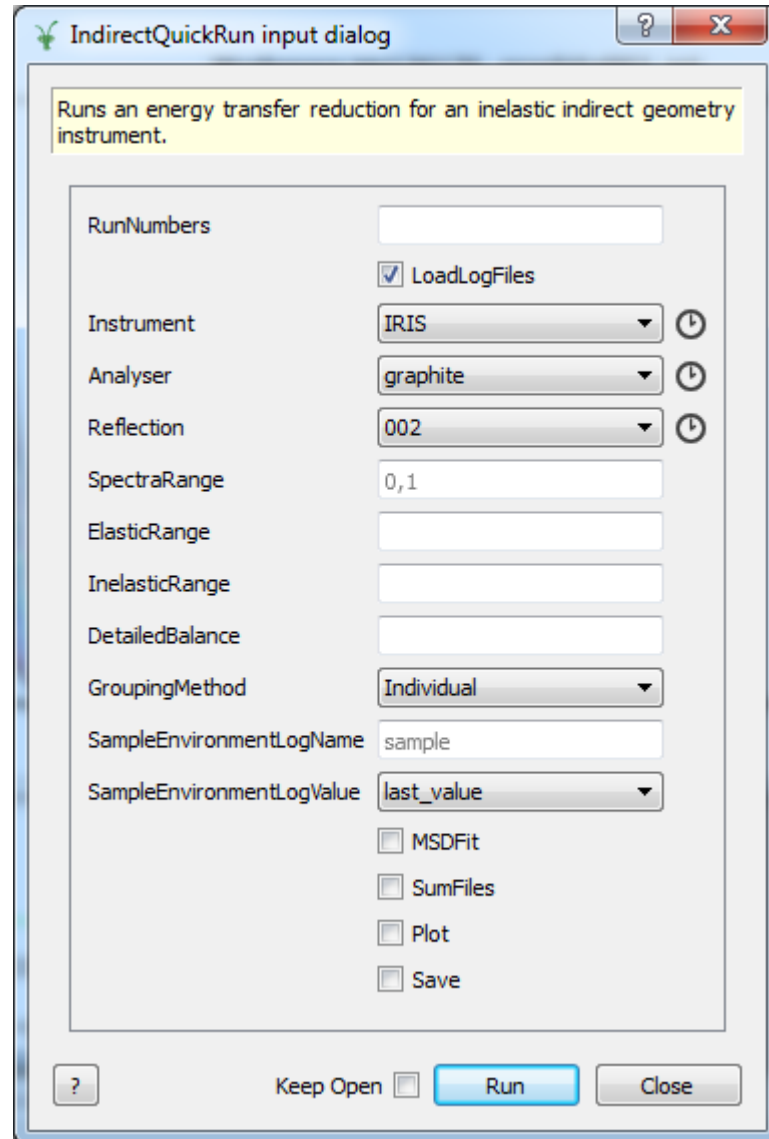 IndirectQuickRun input dialog
Runs an energy transfer reduction for an inelastic indirect geometry
instrument.
RunNumbers
LoadLogFiles
Instrument IRIS
Analyser graphite
Reflection 002
SpectraRange 0,1
ElasticRange
InelasticRange
DetailedBalance
GroupingMethod Individual
SampleEnvironmentLogName sample
SampleEnvironmentLogValue last_value
MSDFit
SumFiles
Plot
Save
? Keep Open Run Close